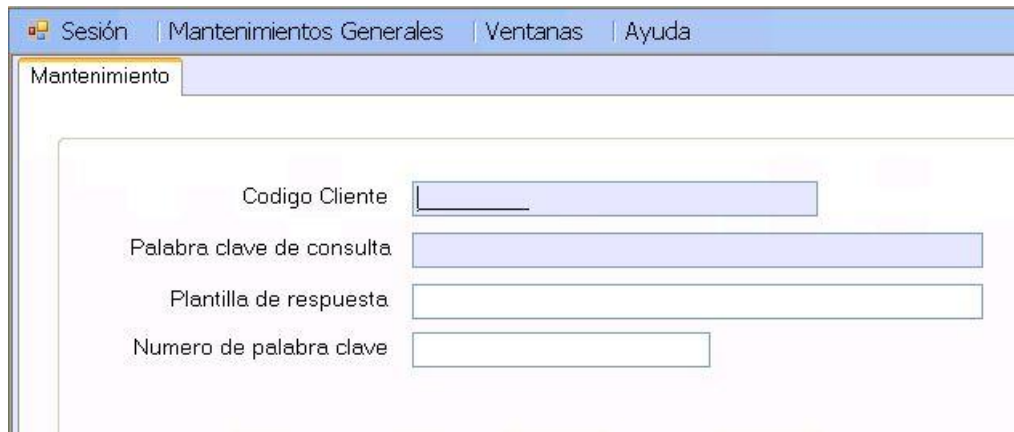 Sesión | Mantenimientos Generales | Ventanas | Ayuda
Mantenimiento
Codigo Cliente
Palabra clave de consulta
Plantilla de respuesta
Numero de palabra clave